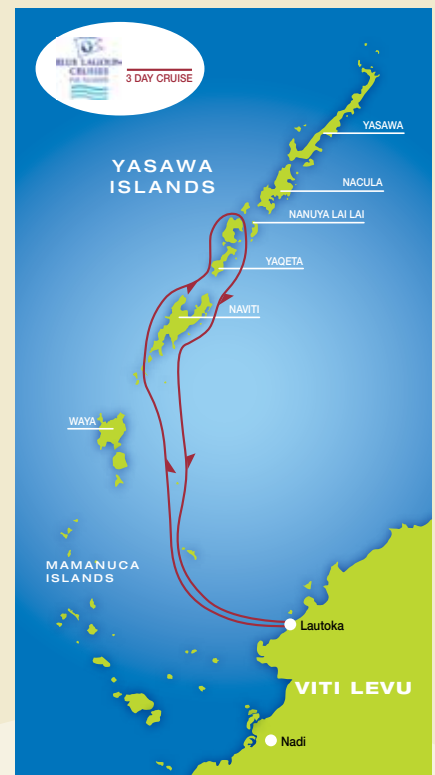 BLUE LAGOON
CRUISES
3 DAY CRUISE
YASAWA
YASAWA
ISLANDS
NACULA
NANUYA LAI LAI
YAQETA
NAVITI
WAYA
MAMANUCA
ISLANDS
Lautoka
VITI LEVU
Nadi